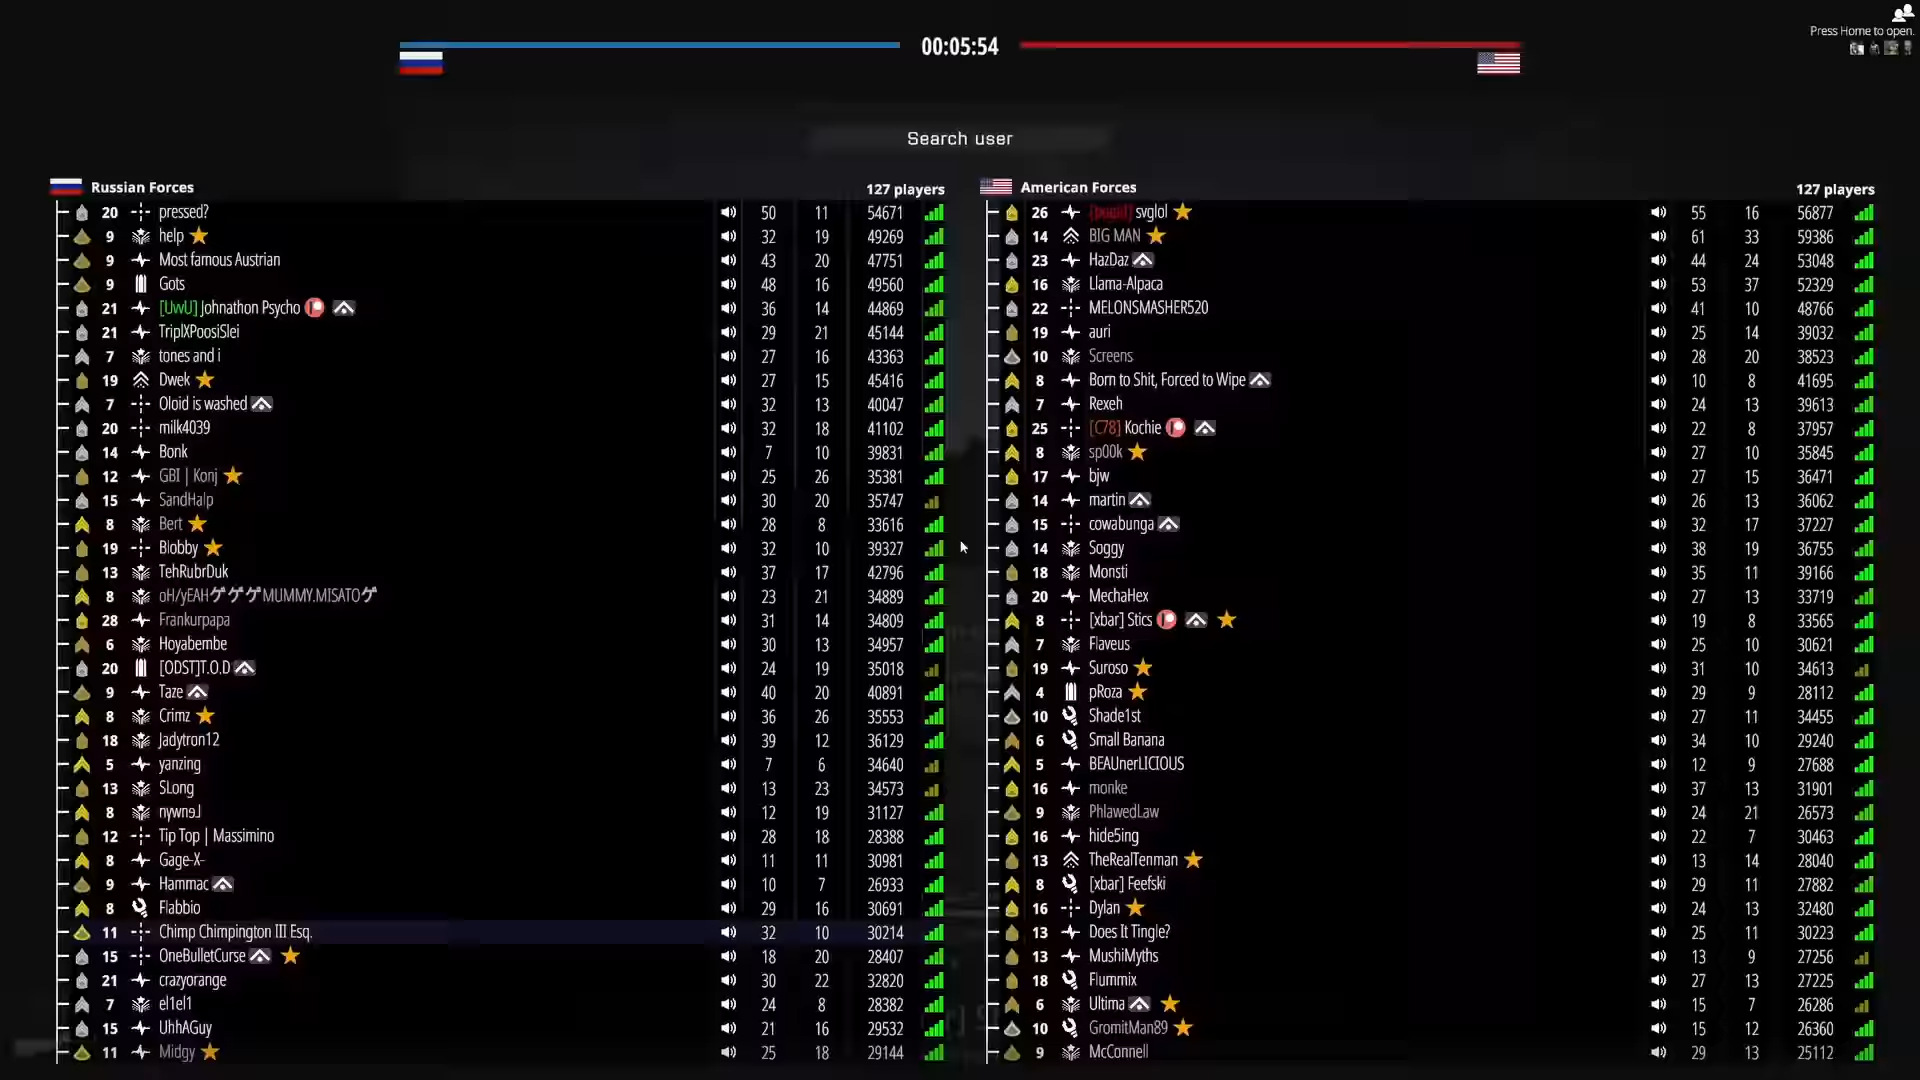 00:05:54
Press Home to open.
Search user
Russian Forces 127 players
20 pressed? 50 11 54671
9 help 32 19 49269
9 Most famous Austrian 43 20 47751
9 Gots 48 16 49560
21 [UwU] Johnathon Psycho 36 14 44869
21 TriplXPoosiSlei 29 21 45144
7 tones and i 27 16 43363
19 Dwek 27 15 45416
7 Oloid is washed 32 13 40047
20 milk4039 32 18 41102
14 Bonk 7 10 39831
12 GBI | Konj 25 26 35381
15 SandHalp 30 20 35747
8 Bert 28 8 33616
19 Blobby 32 10 39327
13 TehRubrDuk 37 17 42796
8 oH/yEAHゲゲゲMUMMY.MISATOゲ 23 21 34889
28 Frankurpapa 31 14 34809
6 Hoyabembe 30 13 34957
20 [ODST]T.O.D 24 19 35018
9 Taze 40 20 40891
8 Crimz 36 26 35553
18 Jadytron12 39 12 36129
5 yanzing 7 6 34640
13 SLong 13 23 34573
8 12 19 31127
12 Tip Top | Massimino 28 18 28388
8 Gage-X- 11 11 30981
9 Hammac 10 7 26933
8 Flabbio 29 16 30691
11 Chimp Chimpington III Esq. 32 10 30214
15 OneBulletCurse 18 20 28407
21 crazyorange 30 22 32820
7 el1el1 24 8 28382
15 UhhAGuy 21 16 29532
11 Midgy 25 18 29144
American Forces 127 players
26 svglol 55 16 56877
14 BIG MAN 61 33 59386
23 HazDaz 44 24 53048
16 Llama-Alpaca 53 37 52329
22 MELONSMASHER520 41 10 48766
19 auri 25 14 39032
10 Screens 28 20 38523
8 Born to Shit, Forced to Wipe 10 8 41695
7 Rexeh 24 13 39613
25 [C78] Kochie 22 8 37957
8 sp00k 27 10 35845
17 bjw 27 15 36471
14 martin 26 13 36062
15 cowabunga 32 17 37227
14 Soggy 38 19 36755
18 Monsti 35 11 39166
20 MechaHex 27 13 33719
8 [xbar] Stics 19 8 33565
7 Flaveus 25 10 30621
19 Suroso 31 10 34613
4 pRoza 29 9 28112
10 Shade1st 27 11 34455
6 Small Banana 34 10 29240
5 BEAUnerLICIOUS 12 9 27688
16 monke 37 13 31901
9 PhlawedLaw 24 21 26573
16 hide5ing 22 7 30463
13 TheRealTenman 13 14 28040
8 [xbar] Feefski 29 11 27882
16 Dylan 24 13 32480
13 Does It Tingle? 25 11 30223
13 MushiMyths 13 9 27256
18 Flummix 27 13 27225
6 Ultima 15 7 26286
10 GromitMan89 15 12 26360
9 McConnell 29 13 25112